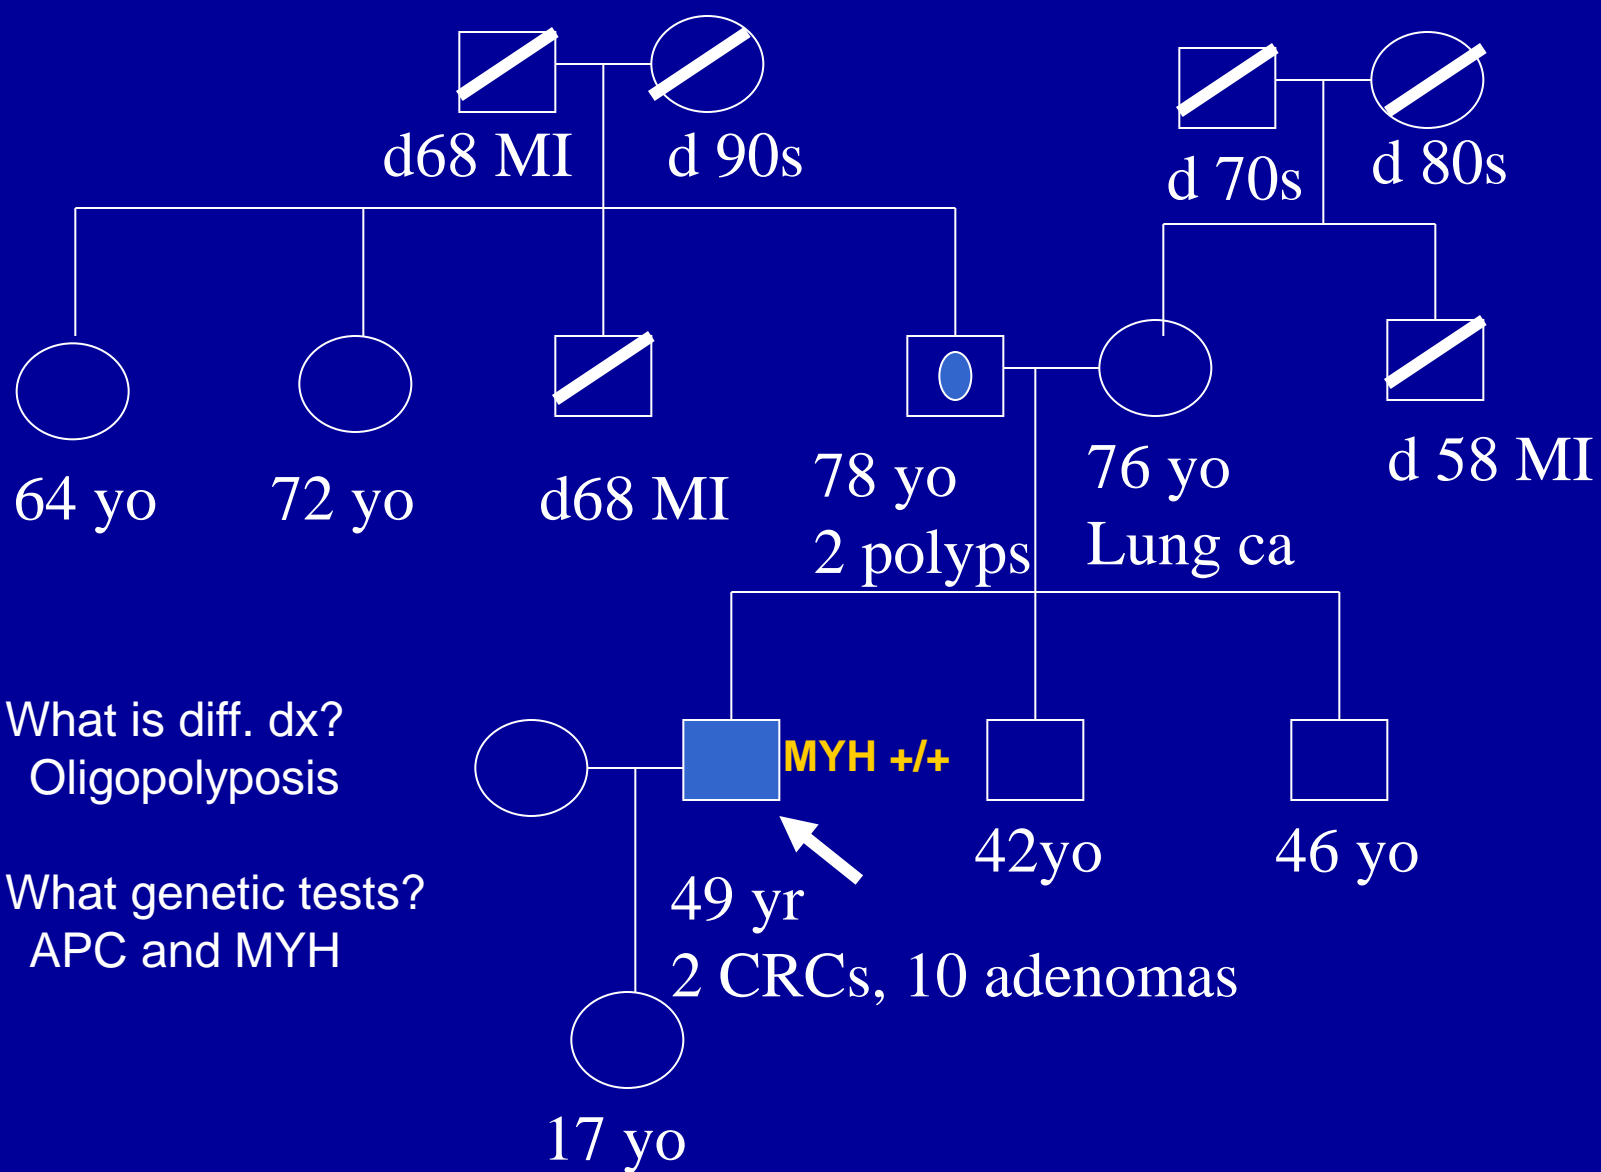 d68 MI
d 90s
d 70s
d 80s
64 yo
72 yo
d68 MI
78 yo
2 polyps
76 yo
Lung ca
d 58 MI
What is diff. dx?
Oligopolyposis
What genetic tests?
APC and MYH
MYH +/+
49 yr
2 CRCs, 10 adenomas
42yo
46 yo
17 yo